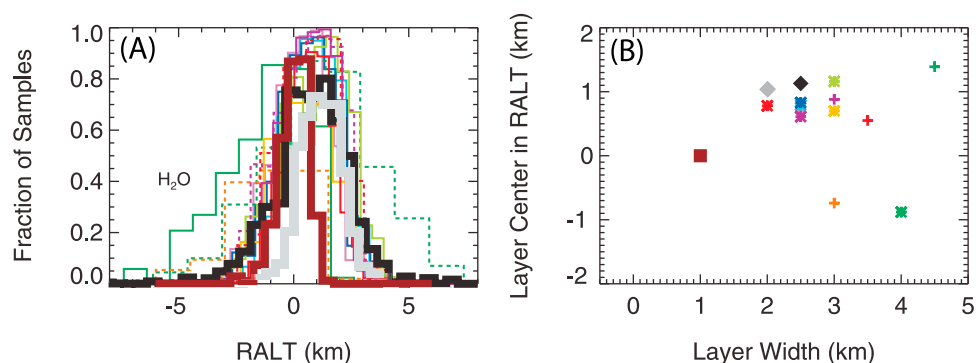 (A)
Fraction of Samples
1.0
0.8
0.6
0.4
0.2
0.0
H₂O
-5
0
5
RALT (km)
(B)
Layer Center in RALT (km)
2
1
0
-1
-2
0
1
2
3
4
5
Layer Width (km)